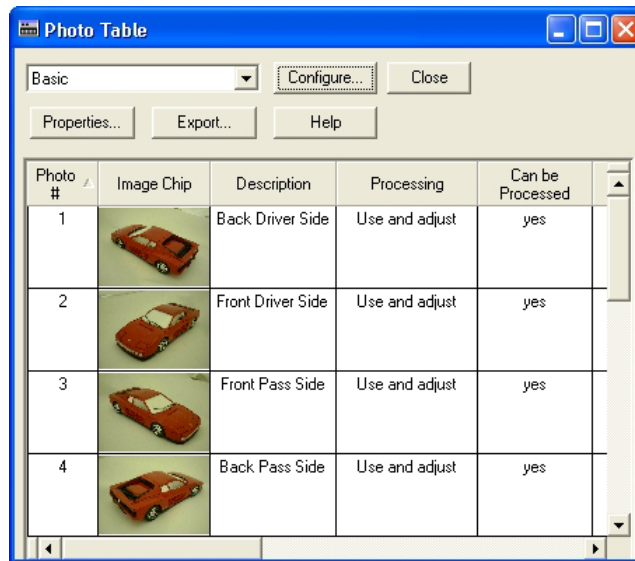 Photo Table
Basic
Configure...
Close
Properties...
Export...
Help
Photo # Image Chip Description Processing Can be Processed
1 Back Driver Side Use and adjust yes
2 Front Driver Side Use and adjust yes
3 Front Pass Side Use and adjust yes
4 Back Pass Side Use and adjust yes